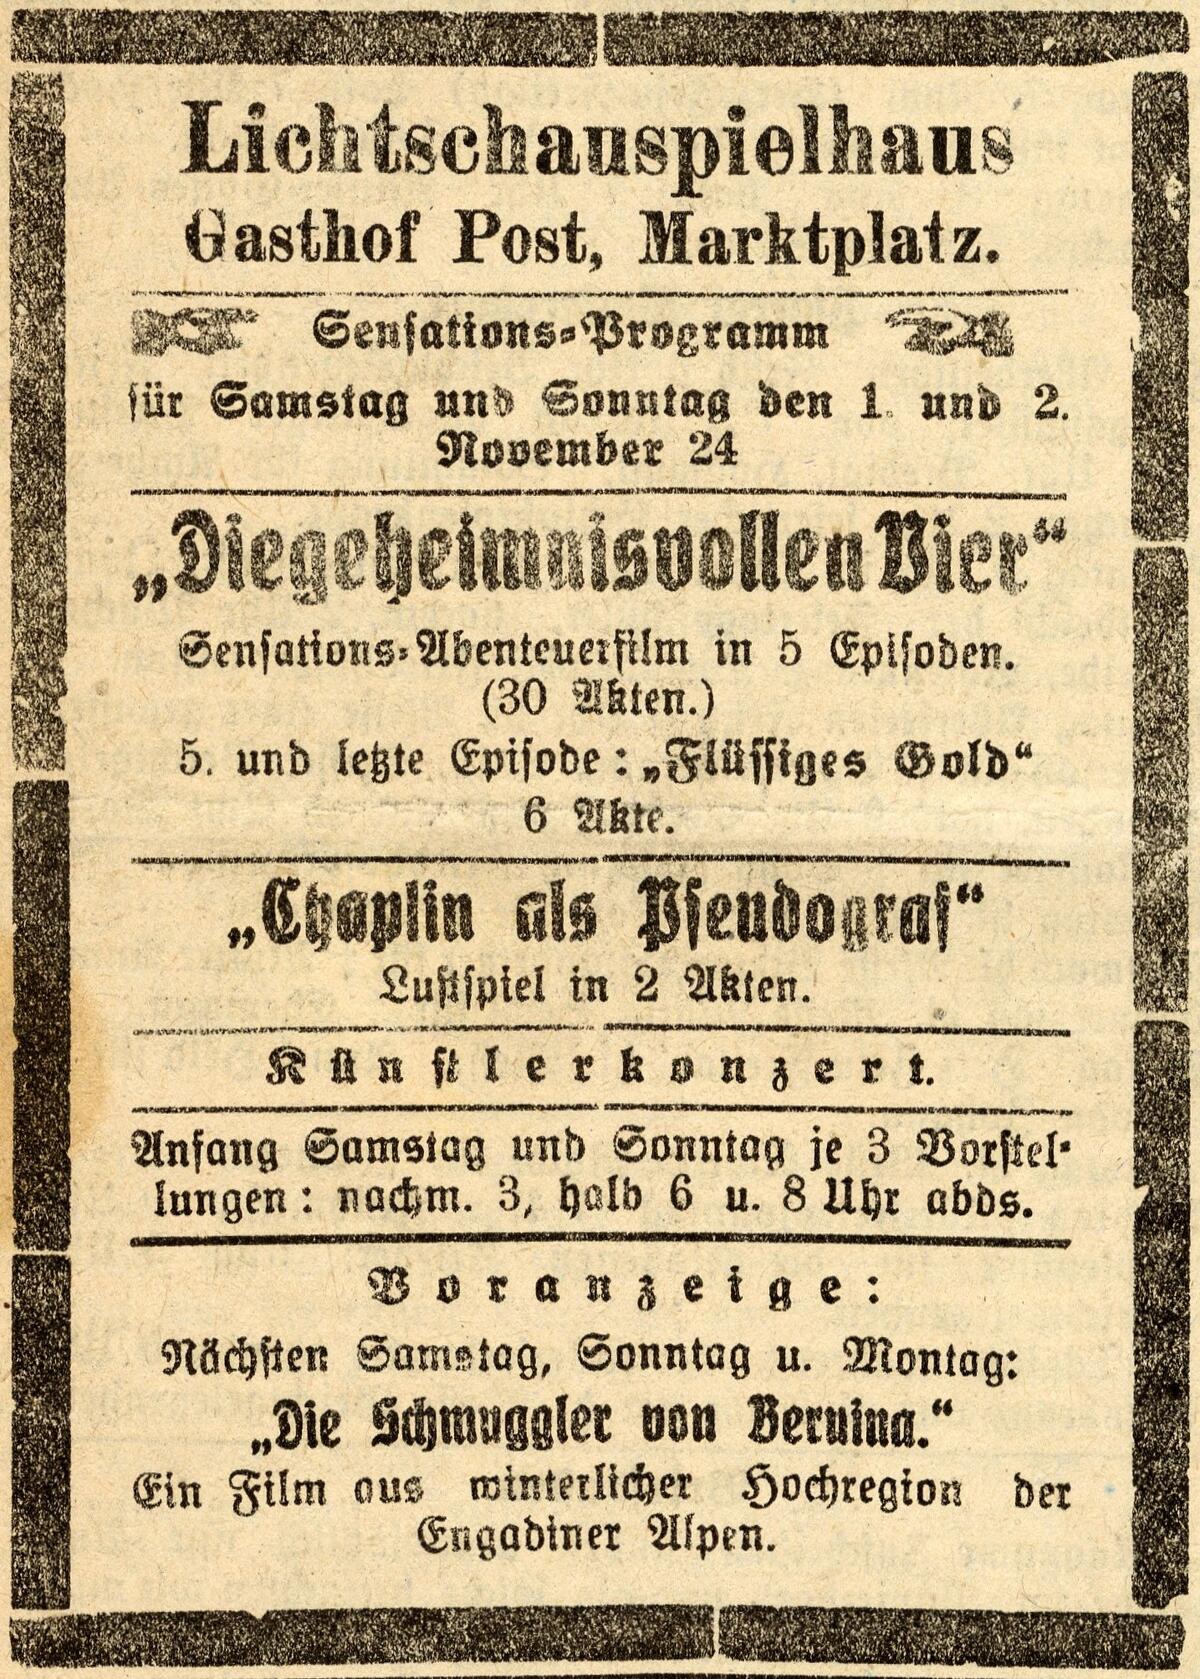 Lichtschauspielhaus
Gasthof Post, Marktplatz.
Sensations-Programm
für Samstag und Sonntag den 1. und 2.
November 24
„Die geheimnisvollen Vier“
Sensations-Abenteuerfilm in 5 Episoden.
(30 Akten.)
5. und letzte Episode: „Flüssiges Gold“
6 Akte.
„Chaplin als Pseudograf“
Lustspiel in 2 Akten.
Künstlerkonzert.
Anfang Samstag und Sonntag je 3 Vorstel-
lungen: nachm. 3, halb 6 u. 8 Uhr abds.
Voranzeige:
Nächsten Samstag, Sonntag u. Montag:
„Die Schmuggler von Bernina.“
Ein Film aus winterlicher Hochregion der
Engadiner Alpen.